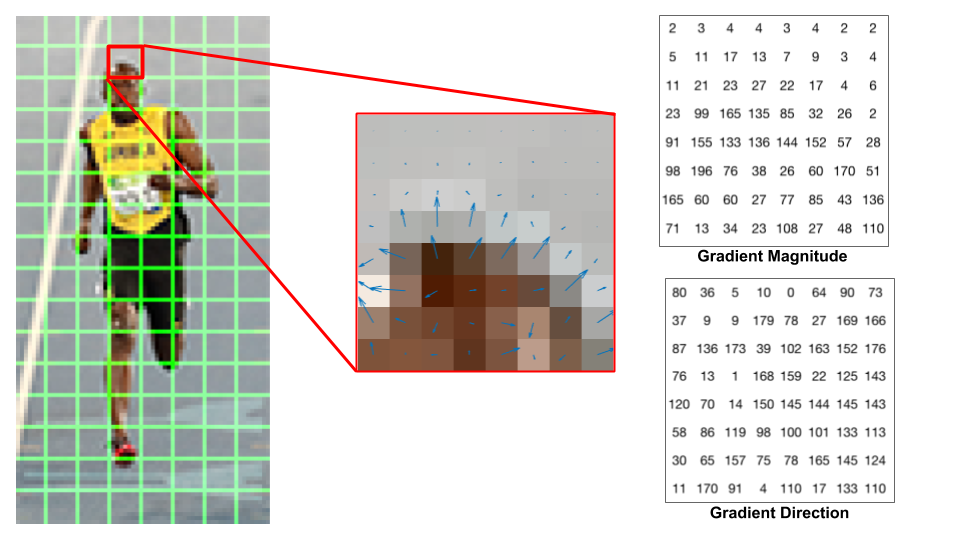 2 3 4 4 3 4 2 2
5 11 17 13 7 9 3 4
11 21 23 27 22 17 4 6
23 99 165 135 85 32 26 2
91 155 133 136 144 152 57 28
98 196 76 38 26 60 170 51
165 60 60 27 77 85 43 136
71 13 34 23 108 27 48 110
Gradient Magnitude
80 36 5 10 0 64 90 73
37 9 9 179 78 27 169 166
87 136 173 39 102 163 152 176
76 13 1 168 159 22 125 143
120 70 14 150 145 144 145 143
58 86 119 98 100 101 133 113
30 65 157 75 78 165 145 124
11 170 91 4 110 17 133 110
Gradient Direction